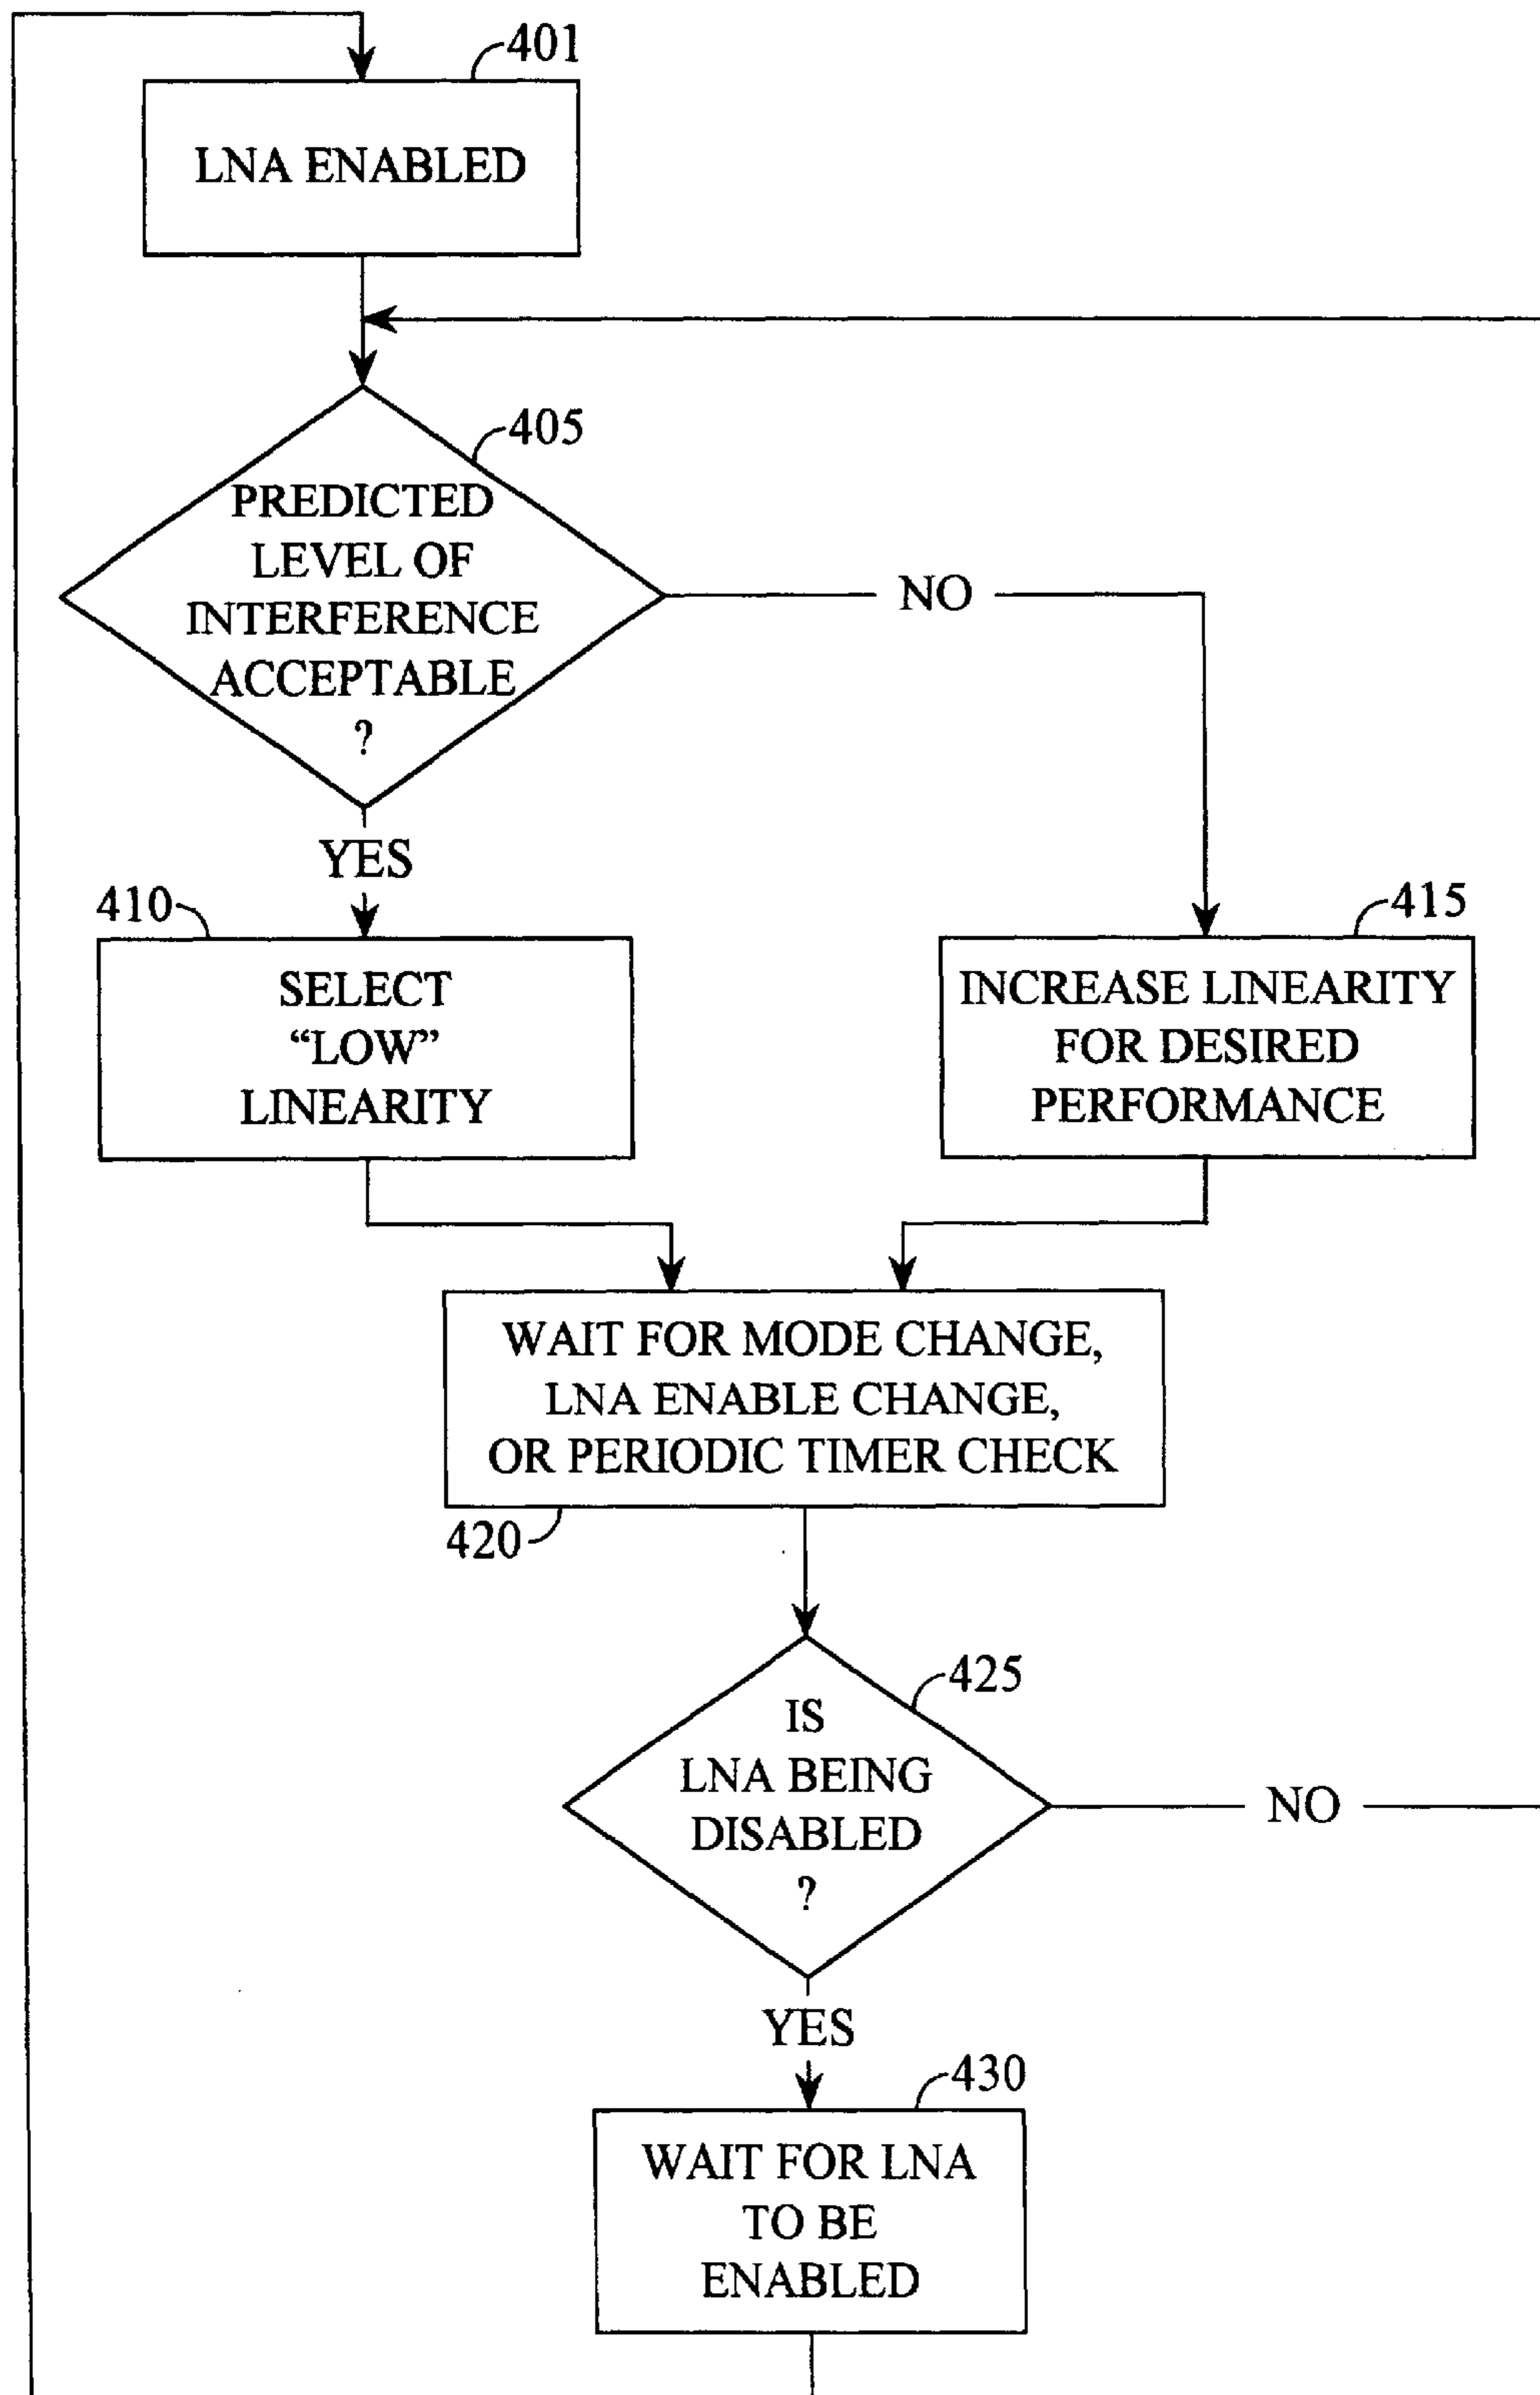 401
LNA ENABLED
405
PREDICTED
LEVEL OF
INTERFERENCE
ACCEPTABLE
?
NO
YES
410
SELECT
“LOW”
LINEARITY
415
INCREASE LINEARITY
FOR DESIRED
PERFORMANCE
WAIT FOR MODE CHANGE,
LNA ENABLE CHANGE,
OR PERIODIC TIMER CHECK
420
425
IS
LNA BEING
DISABLED
?
NO
YES
430
WAIT FOR LNA
TO BE
ENABLED